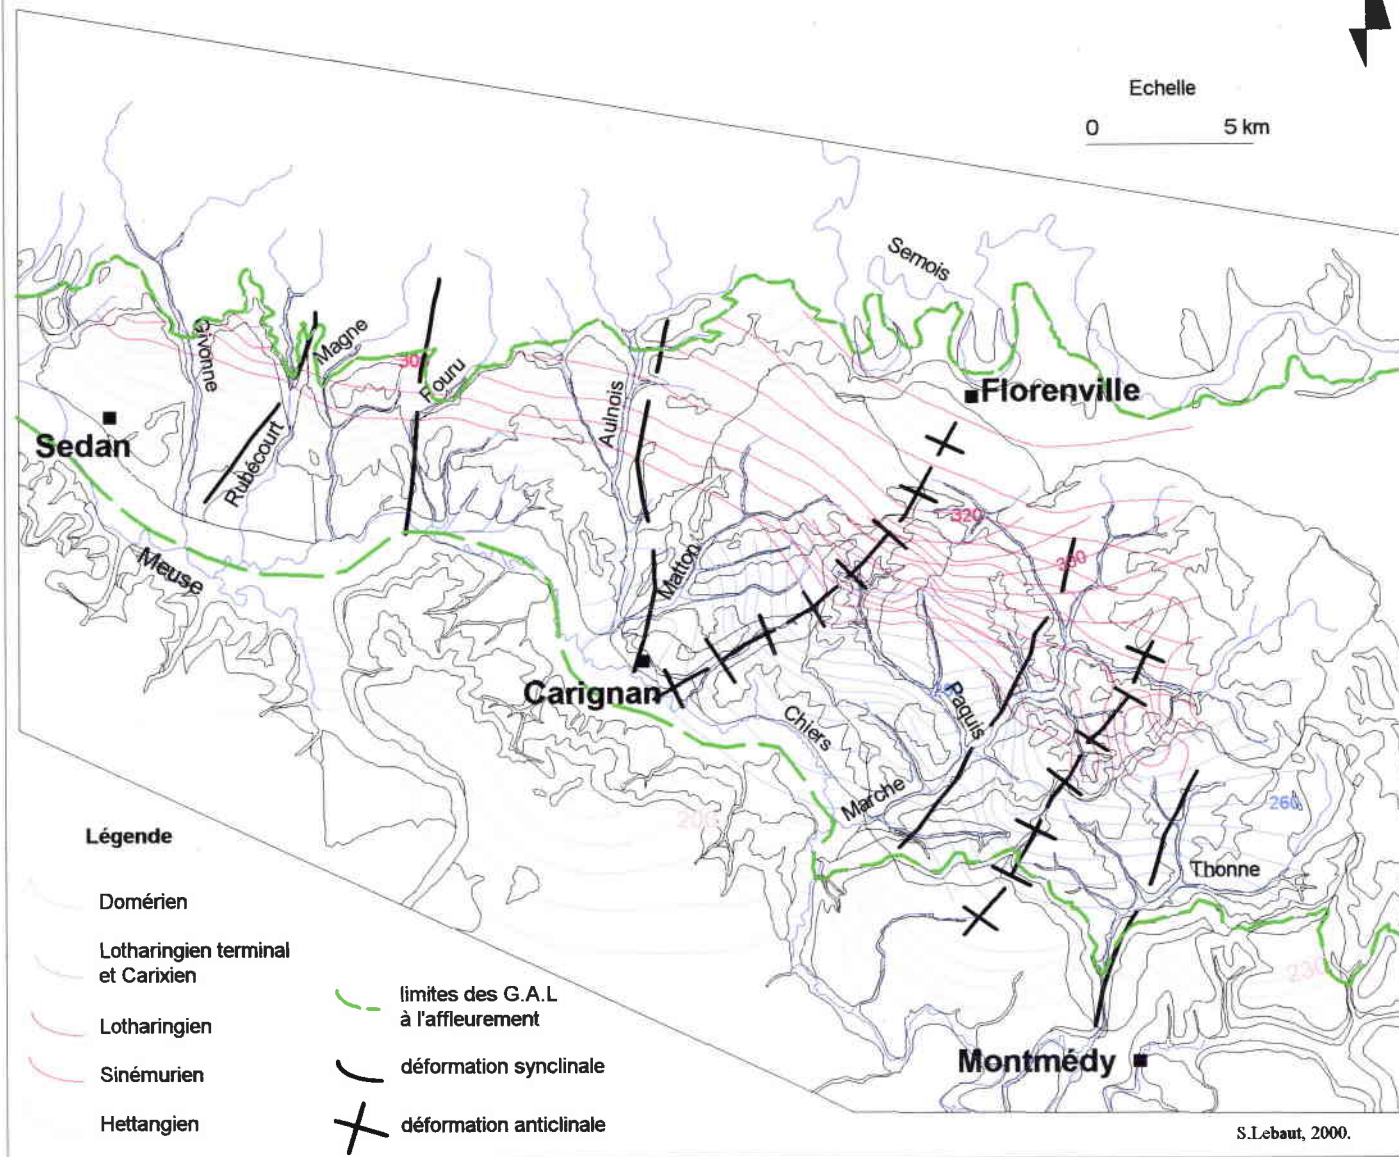 Echelle
0 5 km
Semois
Givonne
Magne
30
Rouru
Florenville
Aulnois
Sedan
Rubécourt
320
Meuse
Matton
Carignan
Paquis
Chiers
Marche
200
260
Thonne
230
Montmédy
Légende
Domérien
Lotharingien terminal
et Carixien
Lotharingien
Sinémurien
Hettangien
limites des G.A.L
à l'affleurement
déformation synclinale
déformation anticlinale
S.Lebaut, 2000.